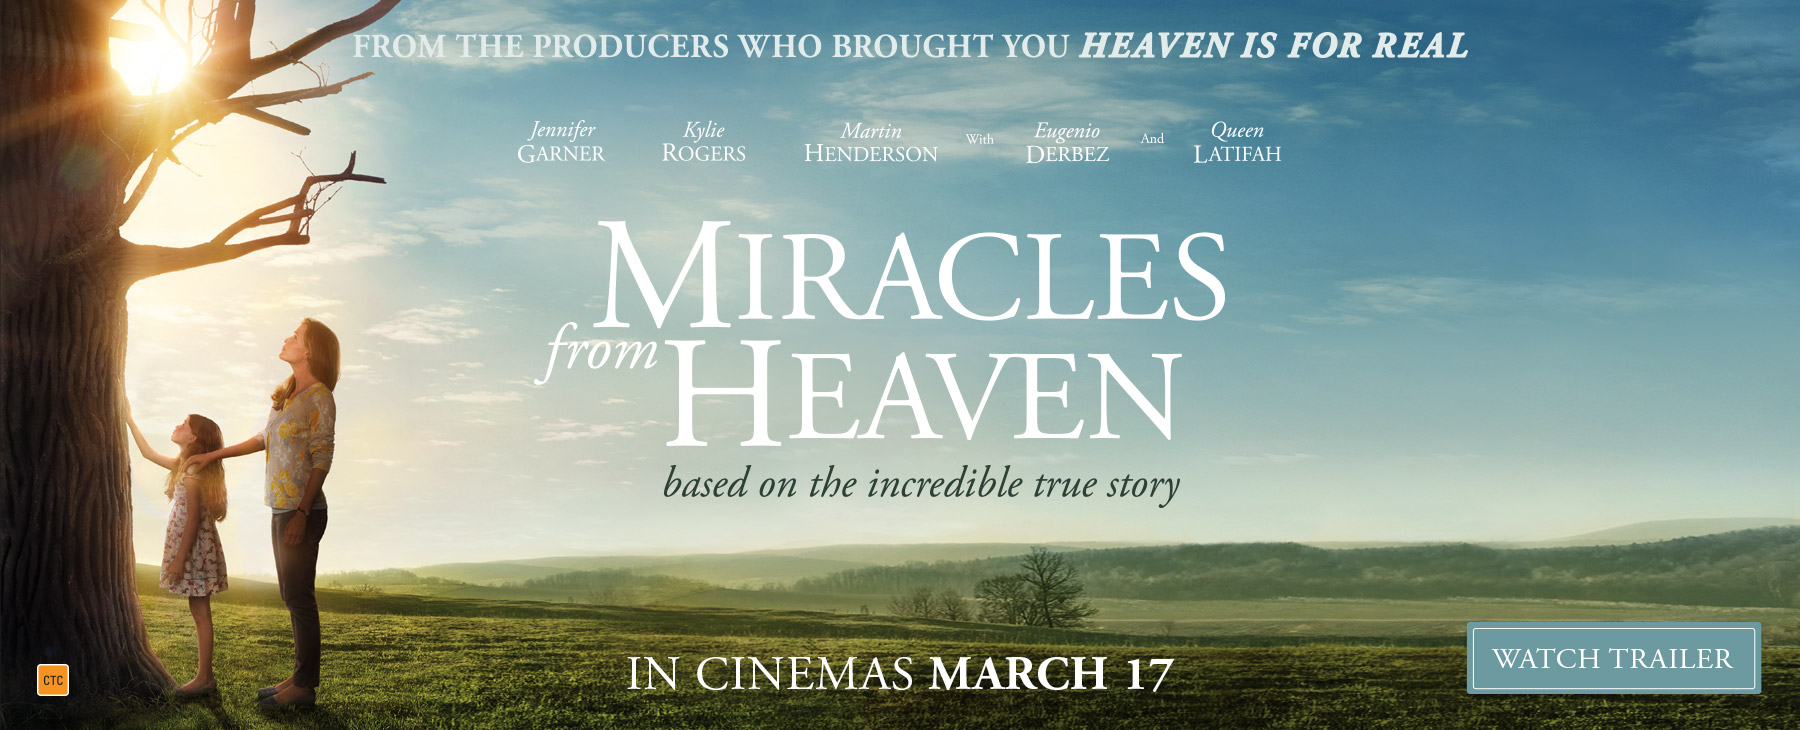 FROM THE PRODUCERS WHO BROUGHT YOU HEAVEN IS FOR REAL
Jennifer GARNER Kylie ROGERS Martin HENDERSON With Eugenio DERBEZ And Queen LATIFAH
MIRACLES
from HEAVEN
based on the incredible true story
IN CINEMAS MARCH 17
WATCH TRAILER
CTC